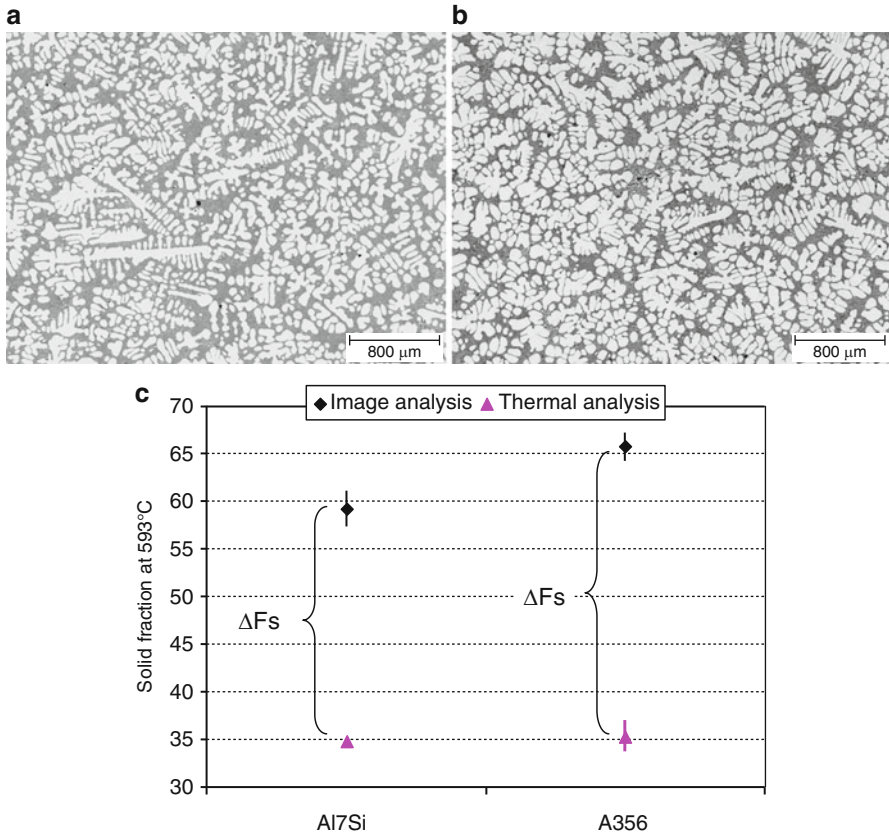 a
b
800 µm
800 µm
c
Image analysis
Thermal analysis
70
65
60
55
50
45
40
35
30
Solid fraction at 593°C
ΔFs
ΔFs
Al7Si
A356